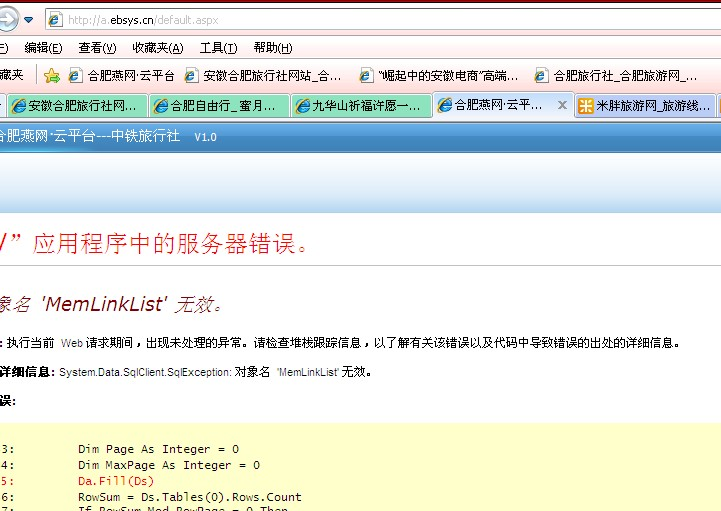 http://a.ebsys.cn/default.aspx
编辑(E) 查看(V) 收藏夹(A) 工具(T) 帮助(H)
藏夹 合肥燕网·云平台 安徽合肥旅行社网站_合... “崛起中的安徽电商”高端... 合肥旅行社_合肥旅游网_...
安徽合肥旅行社网... 合肥自由行_蜜月... 九华山祈福许愿一... 合肥燕网·云平... 米胖旅游网_旅游线...
合肥燕网·云平台---中铁旅行社 V1.0
/”应用程序中的服务器错误。
象名 'MemLinkList' 无效。
: 执行当前 Web 请求期间，出现未处理的异常。请检查堆栈跟踪信息，以了解有关该错误以及代码中导致错误的出处的详细信息。
详细信息: System.Data.SqlClient.SqlException: 对象名 'MemLinkList' 无效。
误:
3: Dim Page As Integer = 0
4: Dim MaxPage As Integer = 0
5: Da.Fill(Ds)
6: RowSum = Ds.Tables(0).Rows.Count
7: If RowSum Mod RowPage = 0 Then